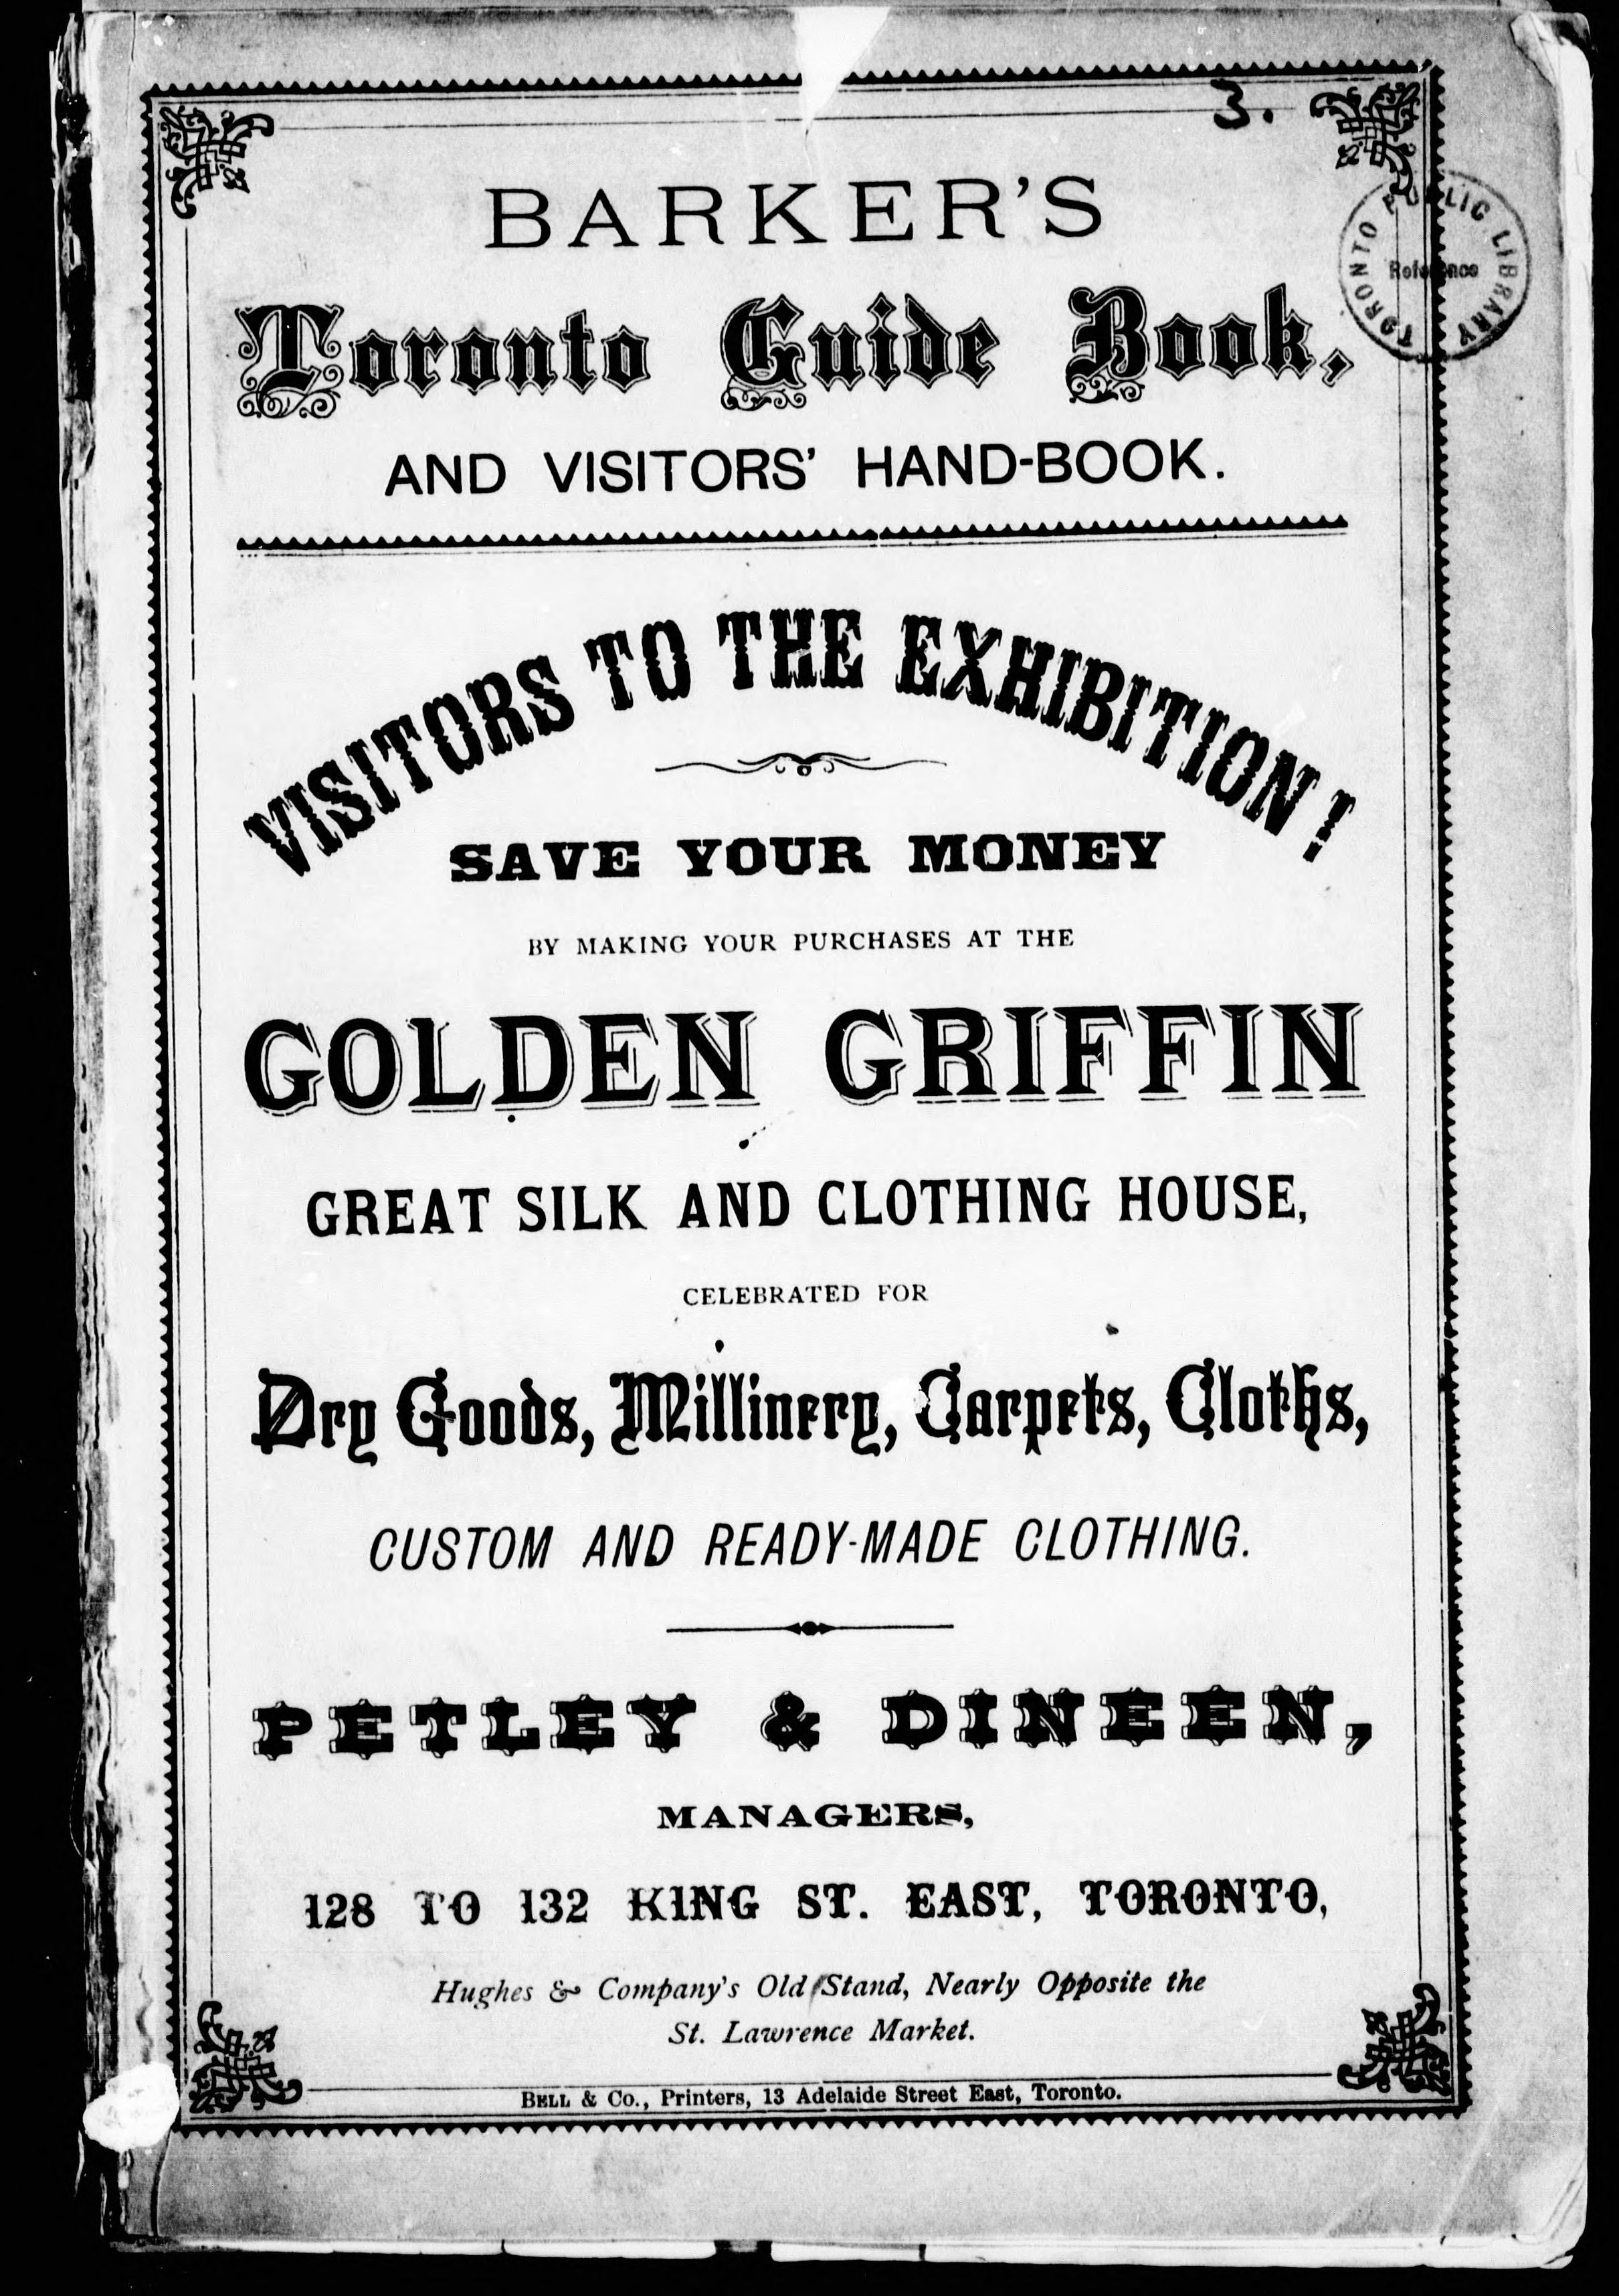 3.
BARKER'S
TORONTO PUBLIC LIBRARY
Reference
Toronto Guide Book,
AND VISITORS' HAND-BOOK.
VISITORS TO THE EXHIBITION!
SAVE YOUR MONEY
BY MAKING YOUR PURCHASES AT THE
GOLDEN GRIFFIN
GREAT SILK AND CLOTHING HOUSE,
CELEBRATED FOR
Dry Goods, Millinery, Carpets, Cloths,
CUSTOM AND READY-MADE CLOTHING.
PETLEY & DINEEN,
MANAGERS,
128 TO 132 KING ST. EAST, TORONTO,
Hughes & Company's Old Stand, Nearly Opposite the
St. Lawrence Market.
BELL & Co., Printers, 13 Adelaide Street East, Toronto.